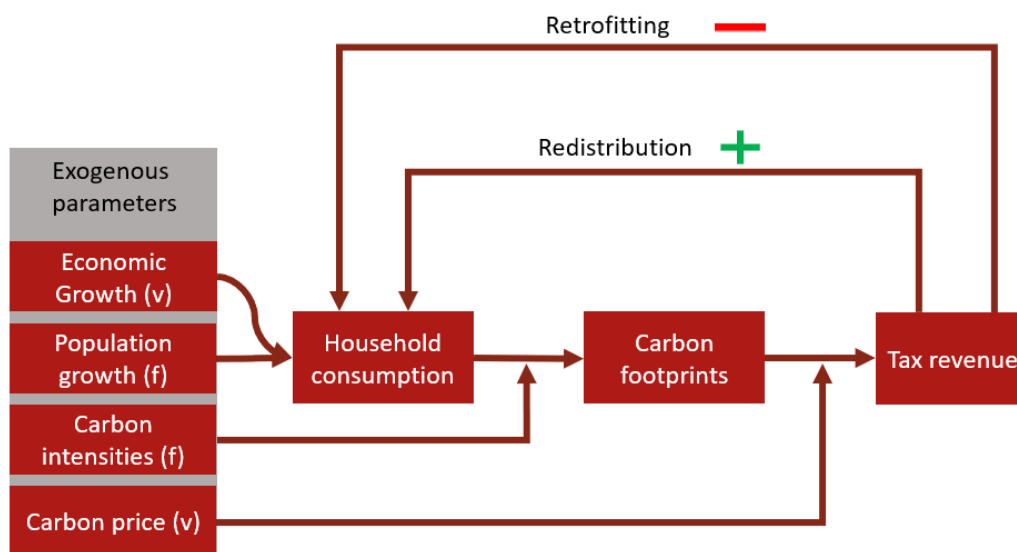 Retrofitting
Redistribution
Exogenous
parameters
Economic
Growth (v)
Population
growth (f)
Carbon
intensities (f)
Carbon price (v)
Household
consumption
Carbon
footprints
Tax revenue